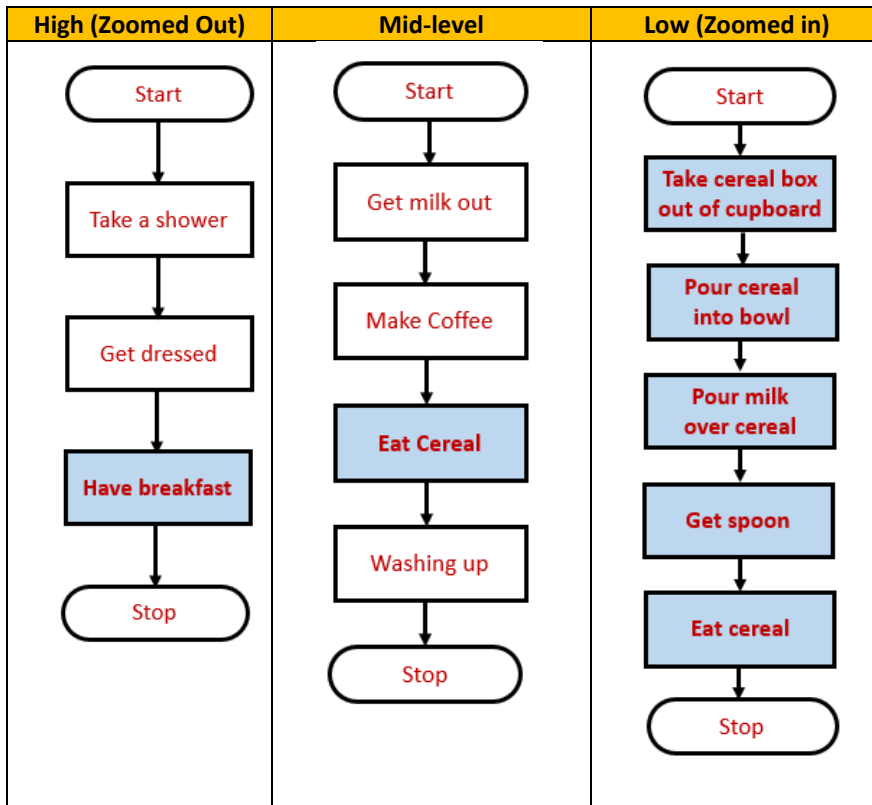 High (Zoomed Out)
Start
Take a shower
Get dressed
Have breakfast
Stop
Mid-level
Start
Get milk out
Make Coffee
Eat Cereal
Washing up
Stop
Low (Zoomed in)
Start
Take cereal box
out of cupboard
Pour cereal
into bowl
Pour milk
over cereal
Get spoon
Eat cereal
Stop